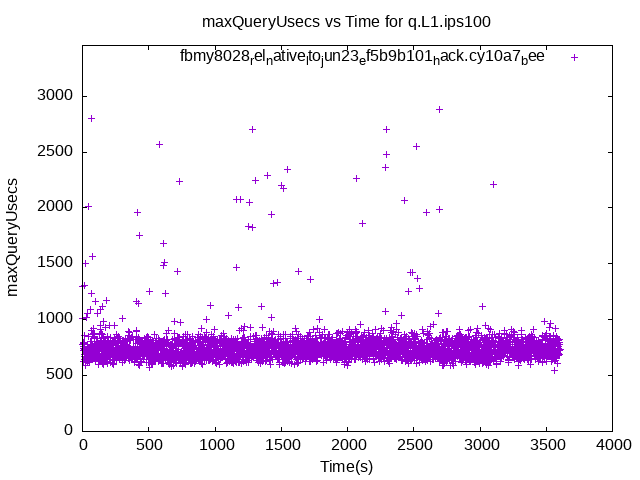 maxQueryUsecs vs Time for q.L1.ips100
fbmy8028relnativeltojun23ef5b9b101hack.cy10a7bee
3000
2500
2000
1500
1000
500
0
maxQueryUsecs
0 500 1000 1500 2000 2500 3000 3500 4000
Time(s)